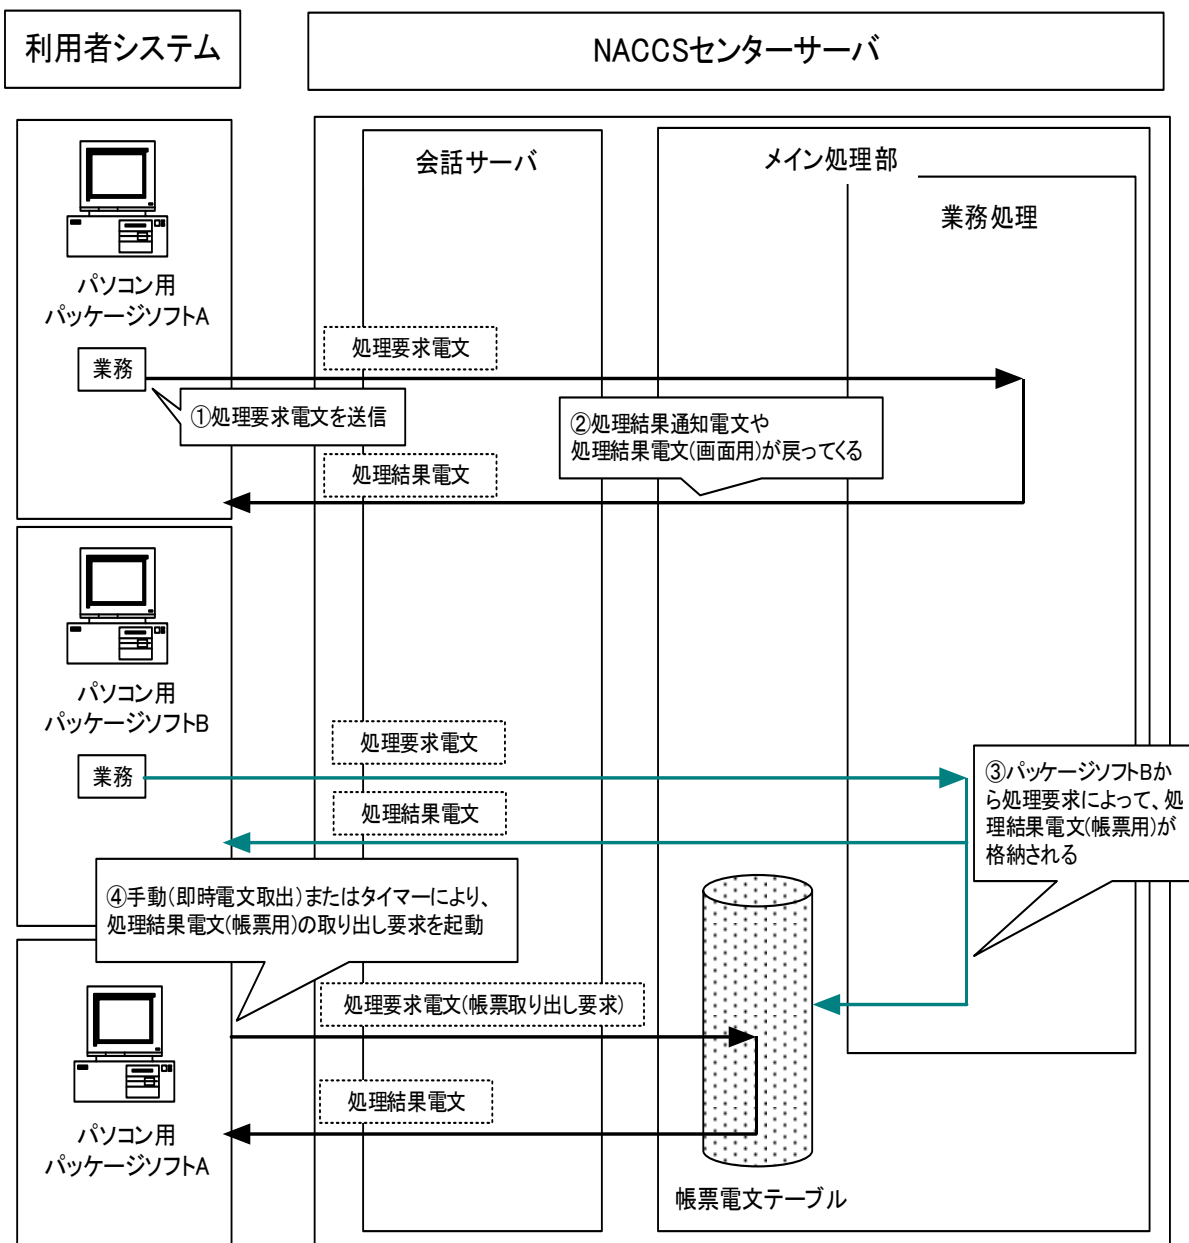 利用者システム
NACCSセンターサーバ
会話サーバ
メイン処理部
業務処理
パソコン用
パッケージソフトA
業務
処理要求電文
①処理要求電文を送信
②処理結果通知電文や
処理結果電文(画面用)が戻ってくる
処理結果電文
パソコン用
パッケージソフトB
業務
処理要求電文
処理結果電文
③パッケージソフトBか
ら処理要求によって、処
理結果電文(帳票用)が
格納される
④手動(即時電文取出)またはタイマーにより、
処理結果電文(帳票用)の取り出し要求を起動
処理要求電文(帳票取り出し要求)
処理結果電文
パソコン用
パッケージソフトA
帳票電文テーブル